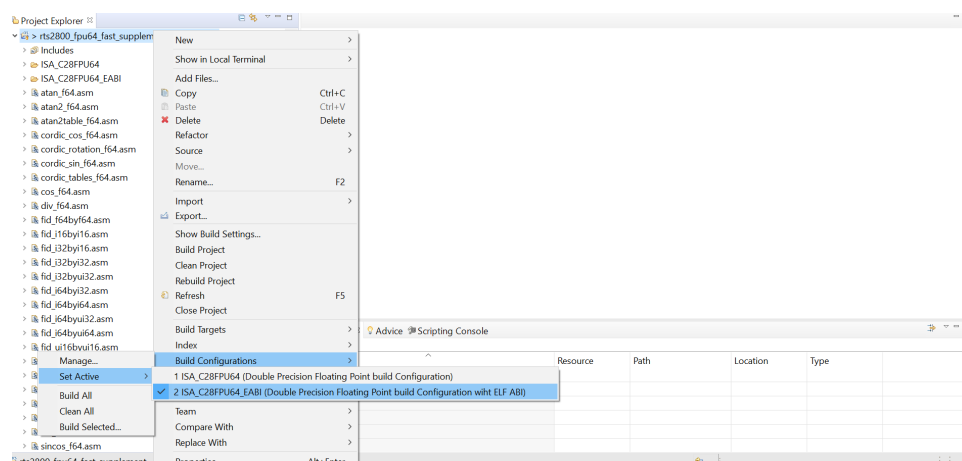 Project Explorer
> rts2800_fpu64_fast_supplem
Includes
ISA_C28FPU64
ISA_C28FPU64_EABI
atan_f64.asm
atan2_f64.asm
atan2table_f64.asm
cordic_cos_f64.asm
cordic_rotation_f64.asm
cordic_sin_f64.asm
cordic_tables_f64.asm
cos_f64.asm
div_f64.asm
fid_f64byf64.asm
fid_i16byi16.asm
fid_i32byi16.asm
fid_i32byi32.asm
fid_i32byui32.asm
fid_i64byi64.asm
fid_i64byui32.asm
fid_i64byui64.asm
fid_ui16byui16.asm
sincos_f64.asm
New
Show in Local Terminal
Add Files...
Copy Ctrl+C
Paste Ctrl+V
Delete Delete
Refactor
Source
Move...
Rename... F2
Import
Export...
Show Build Settings...
Build Project
Clean Project
Rebuild Project
Refresh F5
Close Project
Build Targets
Index
Build Configurations
Team
Compare With
Replace With
Properties Alt+Enter
Manage...
Set Active
Build All
Clean All
Build Selected...
1 ISA_C28FPU64 (Double Precision Floating Point build Configuration)
2 ISA_C28FPU64_EABI (Double Precision Floating Point build Configuration wiht ELF ABI)
Advice Scripting Console
Resource Path Location Type
rts2800_fpu64_fast_supplement